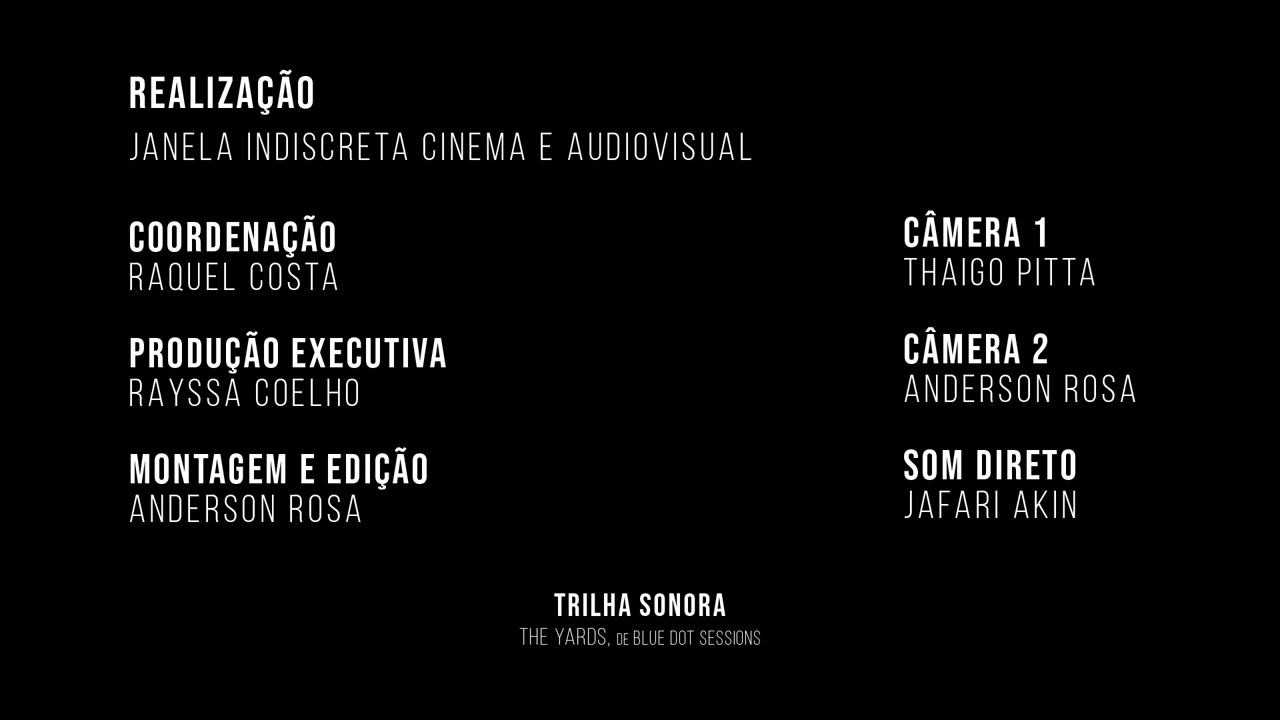 REALIZAÇÃO
JANELA INDISCRETA CINEMA E AUDIOVISUAL
COORDENAÇÃO
RAQUEL COSTA
PRODUÇÃO EXECUTIVA
RAYSSA COELHO
MONTAGEM E EDIÇÃO
ANDERSON ROSA
CÂMERA 1
THAIGO PITTA
CÂMERA 2
ANDERSON ROSA
SOM DIRETO
JAFARI AKIN
TRILHA SONORA
THE YARDS, DE BLUE DOT SESSIONS